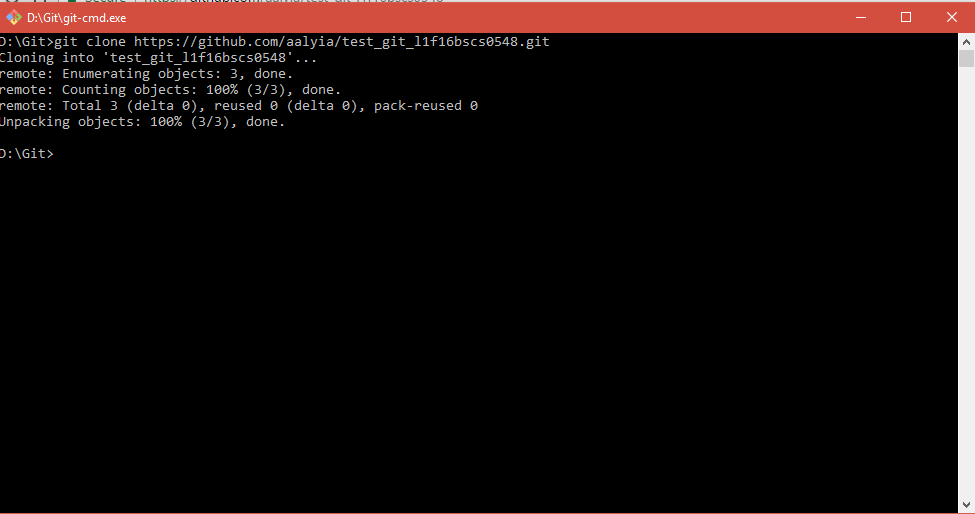 D:\Git\git-cmd.exe
D:\Git>git clone https://github.com/aalyia/test_git_l1f16bscs0548.git
Cloning into 'test_git_l1f16bscs0548'...
remote: Enumerating objects: 3, done.
remote: Counting objects: 100% (3/3), done.
remote: Total 3 (delta 0), reused 0 (delta 0), pack-reused 0
Unpacking objects: 100% (3/3), done.
D:\Git>